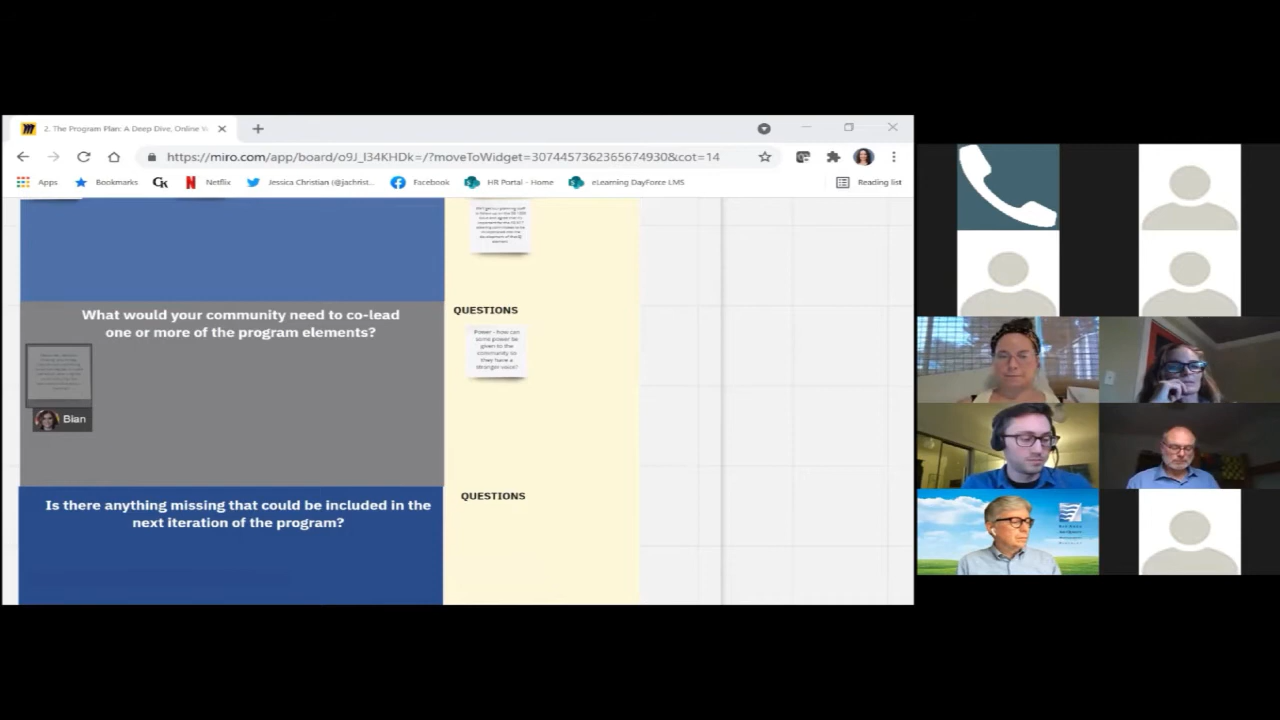 2. The Program Plan: A Deep Dive, Online
https://miro.com/app/board/o9J_l34KHDk=/?moveToWidget=3074457362365674930&cot=14
Apps Bookmarks Netflix Jessica Christian (@jachrist... Facebook HR Portal - Home eLearning DayForce LMS Reading list
What would your community need to co-lead
one or more of the program elements?
QUESTIONS
Power - how can
some power be
given to the
community so
they have a
stronger voice?
Bian
Is there anything missing that could be included in the
next iteration of the program?
QUESTIONS